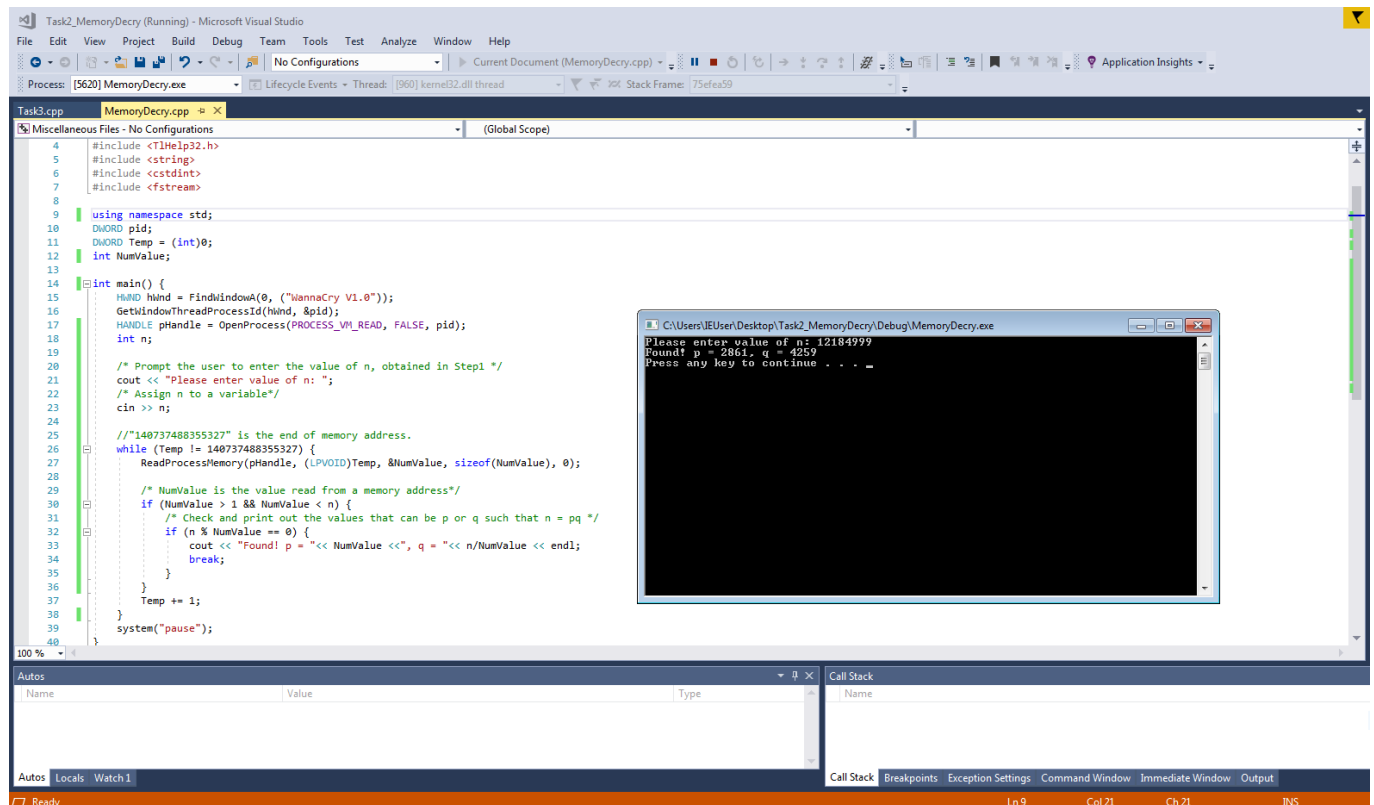 Task2_MemoryDecry (Running) - Microsoft Visual Studio
File Edit View Project Build Debug Team Tools Test Analyze Window Help
No Configurations Current Document (MemoryDecry.cpp) Application Insights
Process: [5620] MemoryDecry.exe Lifecycle Events Thread: [960] kernel32.dll thread Stack Frame: 75efea59
Task3.cpp MemoryDecry.cpp
Miscellaneous Files - No Configurations (Global Scope)
4 #include <TlHelp32.h>
5 #include <string>
6 #include <cstdint>
7 #include <fstream>
8
9 using namespace std;
10 DWORD pid;
11 DWORD Temp = (int)0;
12 int NumValue;
13
14 int main() {
15 HWND hWnd = FindWindowA(0, ("WannaCry V1.0"));
16 GetWindowThreadProcessId(hWnd, &pid);
17 HANDLE pHandle = OpenProcess(PROCESS_VM_READ, FALSE, pid);
18 int n;
19
20 /* Prompt the user to enter the value of n, obtained in Step1 */
21 cout << "Please enter value of n: ";
22 /* Assign n to a variable*/
23 cin >> n;
24
25 //"140737488355327" is the end of memory address.
26 while (Temp != 140737488355327) {
27 ReadProcessMemory(pHandle, (LPVOID)Temp, &NumValue, sizeof(NumValue), 0);
28
29 /* NumValue is the value read from a memory address*/
30 if (NumValue > 1 && NumValue < n) {
31 /* Check and print out the values that can be p or q such that n = pq */
32 if (n % NumValue == 0) {
33 cout << "Found! p = "<< NumValue <<", q = "<< n/NumValue << endl;
34 break;
35 }
36 }
37 Temp += 1;
38 }
39 system("pause");
40 }
C:\Users\IEUser\Desktop\Task2_MemoryDecry\Debug\MemoryDecry.exe
Please enter value of n: 12184999
Found! p = 2861, q = 4259
Press any key to continue . . . _
100 %
Autos
Name Value Type
Call Stack
Name
Autos Locals Watch 1
Call Stack Breakpoints Exception Settings Command Window Immediate Window Output
Ready Ln 9 Col 21 Ch 21 INS